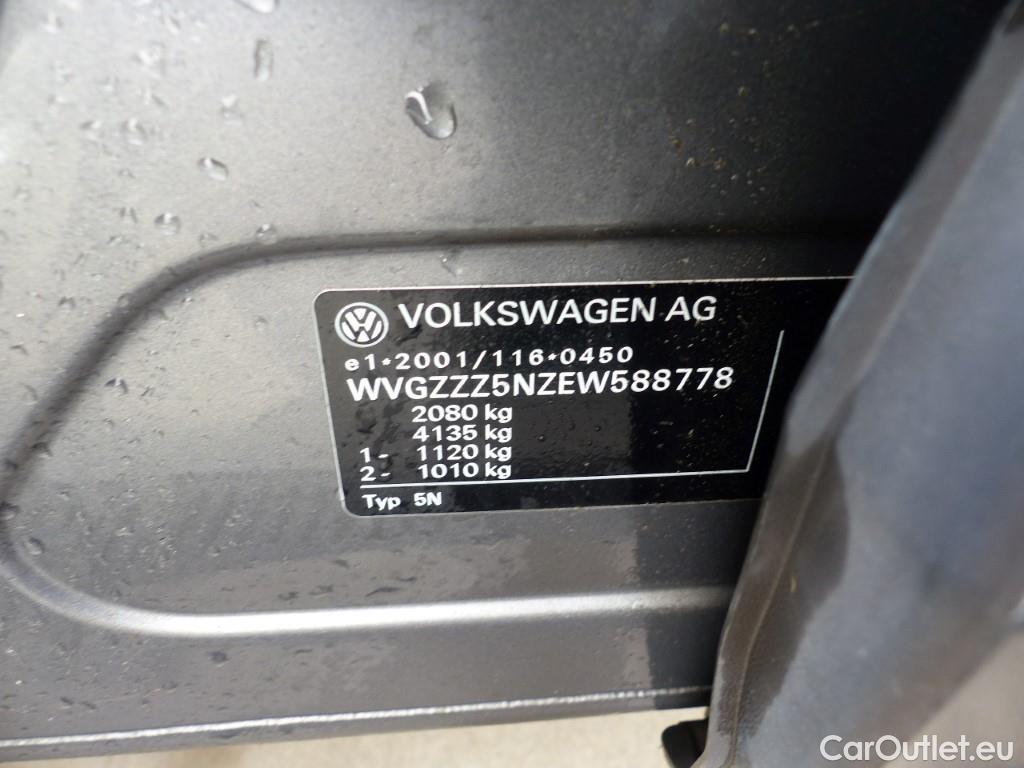 VOLKSWAGEN AG
e1*2001/116*0450
WVGZZZ5NZEW588778
2080 kg
4135 kg
1- 1120 kg
2- 1010 kg
Typ 5N
CarOutlet.eu